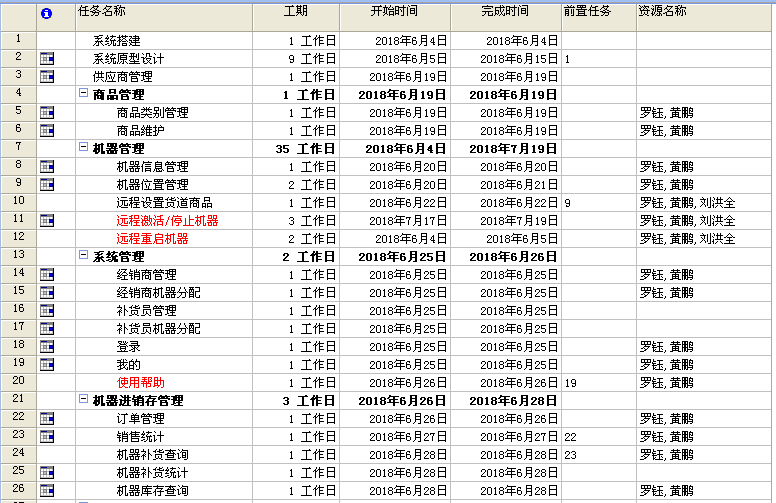 任务名称 工期 开始时间 完成时间 前置任务 资源名称
1 系统搭建 1 工作日 2018年6月4日 2018年6月4日
2 系统原型设计 9 工作日 2018年6月5日 2018年6月15日 1
3 供应商管理 1 工作日 2018年6月19日 2018年6月19日
4 商品管理 1 工作日 2018年6月19日 2018年6月19日
5 商品类别管理 1 工作日 2018年6月19日 2018年6月19日 罗钰,黄鹏
6 商品维护 1 工作日 2018年6月19日 2018年6月19日 罗钰,黄鹏
7 机器管理 35 工作日 2018年6月4日 2018年7月19日
8 机器信息管理 1 工作日 2018年6月20日 2018年6月20日 罗钰,黄鹏
9 机器位置管理 2 工作日 2018年6月20日 2018年6月21日 罗钰,黄鹏
10 远程设置货道商品 1 工作日 2018年6月22日 2018年6月22日 9 罗钰,黄鹏,刘洪全
11 远程激活/停止机器 3 工作日 2018年7月17日 2018年7月19日 罗钰,黄鹏,刘洪全
12 远程重启机器 2 工作日 2018年6月4日 2018年6月5日 罗钰,黄鹏,刘洪全
13 系统管理 2 工作日 2018年6月25日 2018年6月26日
14 经销商管理 1 工作日 2018年6月25日 2018年6月25日 罗钰,黄鹏
15 经销商机器分配 1 工作日 2018年6月25日 2018年6月25日 罗钰,黄鹏
16 补货员管理 1 工作日 2018年6月25日 2018年6月25日
17 补货员机器分配 1 工作日 2018年6月25日 2018年6月25日
18 登录 1 工作日 2018年6月25日 2018年6月25日 罗钰,黄鹏
19 我的 1 工作日 2018年6月25日 2018年6月25日 罗钰,黄鹏
20 使用帮助 1 工作日 2018年6月26日 2018年6月26日 19 罗钰,黄鹏
21 机器进销存管理 3 工作日 2018年6月26日 2018年6月28日
22 订单管理 1 工作日 2018年6月26日 2018年6月26日 罗钰,黄鹏
23 销售统计 1 工作日 2018年6月27日 2018年6月27日 22 罗钰,黄鹏
24 机器补货查询 1 工作日 2018年6月28日 2018年6月28日 23 罗钰,黄鹏
25 机器补货统计 1 工作日 2018年6月28日 2018年6月28日
26 机器库存查询 1 工作日 2018年6月28日 2018年6月28日 罗钰,黄鹏